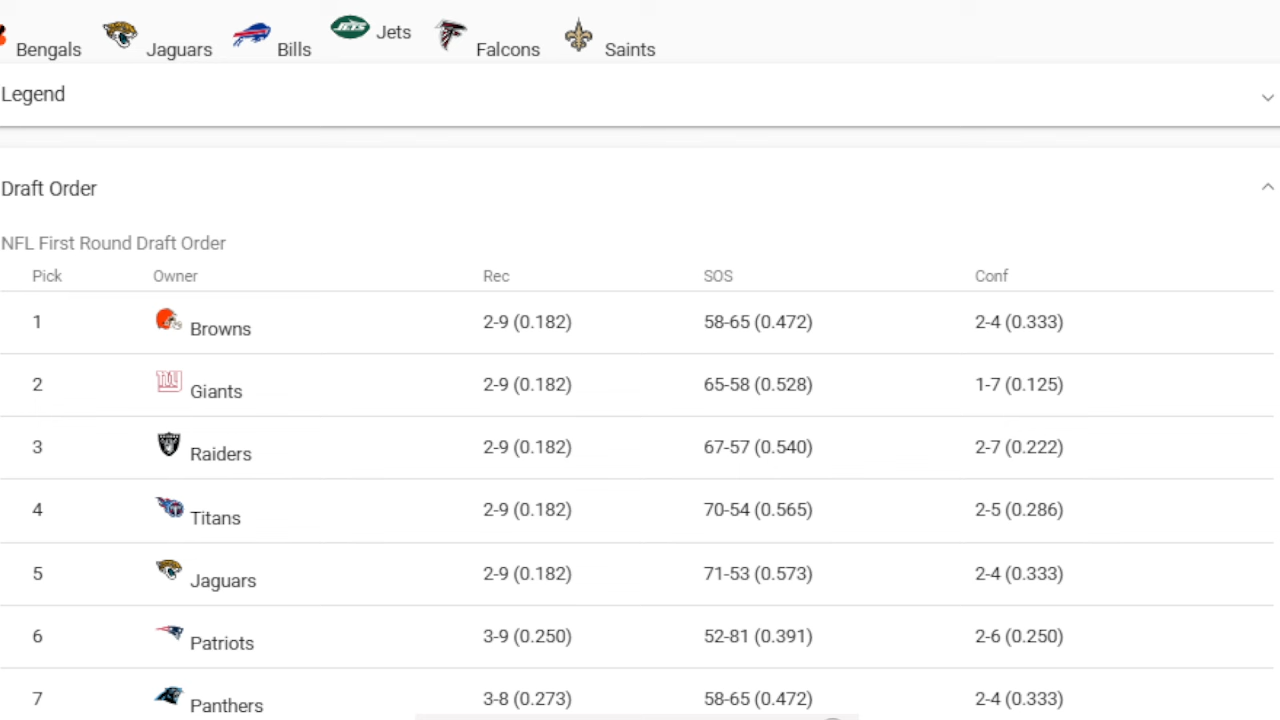 Bengals Jaguars Bills Jets Falcons Saints
Legend
Draft Order
NFL First Round Draft Order
Pick Owner Rec SOS Conf
1 Browns 2-9 (0.182) 58-65 (0.472) 2-4 (0.333)
2 Giants 2-9 (0.182) 65-58 (0.528) 1-7 (0.125)
3 Raiders 2-9 (0.182) 67-57 (0.540) 2-7 (0.222)
4 Titans 2-9 (0.182) 70-54 (0.565) 2-5 (0.286)
5 Jaguars 2-9 (0.182) 71-53 (0.573) 2-4 (0.333)
6 Patriots 3-9 (0.250) 52-81 (0.391) 2-6 (0.250)
7 Panthers 3-8 (0.273) 58-65 (0.472) 2-4 (0.333)